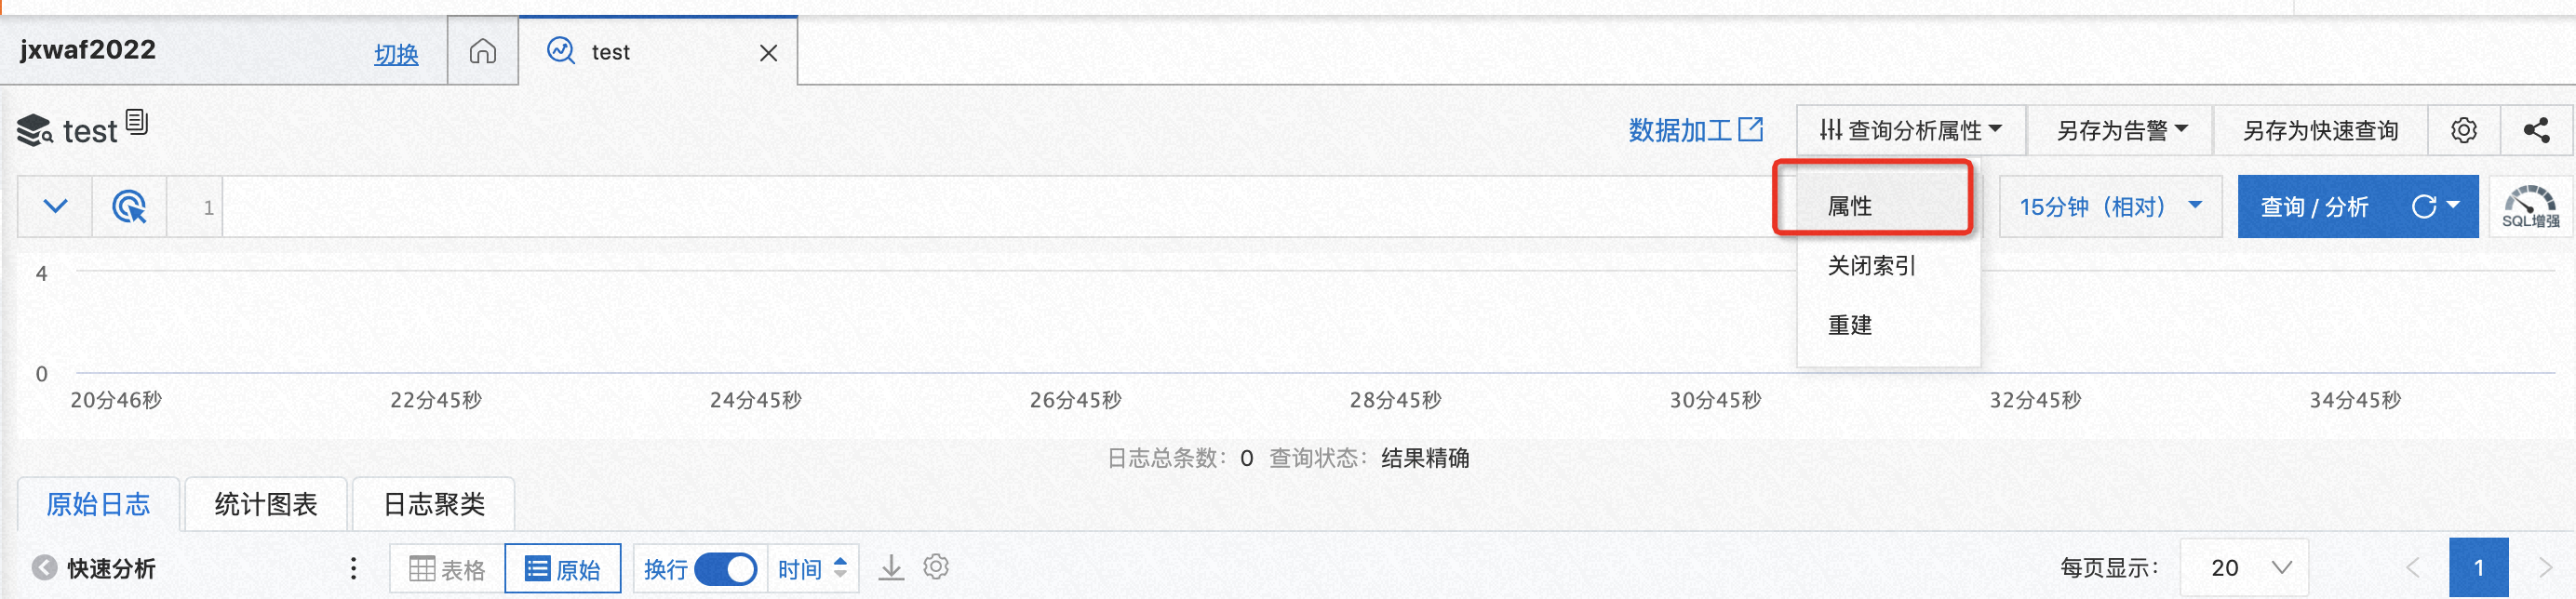 jxwaf2022 切换 test
test 数据加工 查询分析属性 另存为告警 另存为快速查询
1 属性 15分钟（相对） 查询 / 分析 SQL增强
关闭索引
重建
4
0
20分46秒 22分45秒 24分45秒 26分45秒 28分45秒 30分45秒 32分45秒 34分45秒
日志总条数：0 查询状态：结果精确
原始日志 统计图表 日志聚类
快速分析 表格 原始 换行 时间 每页显示： 20 1